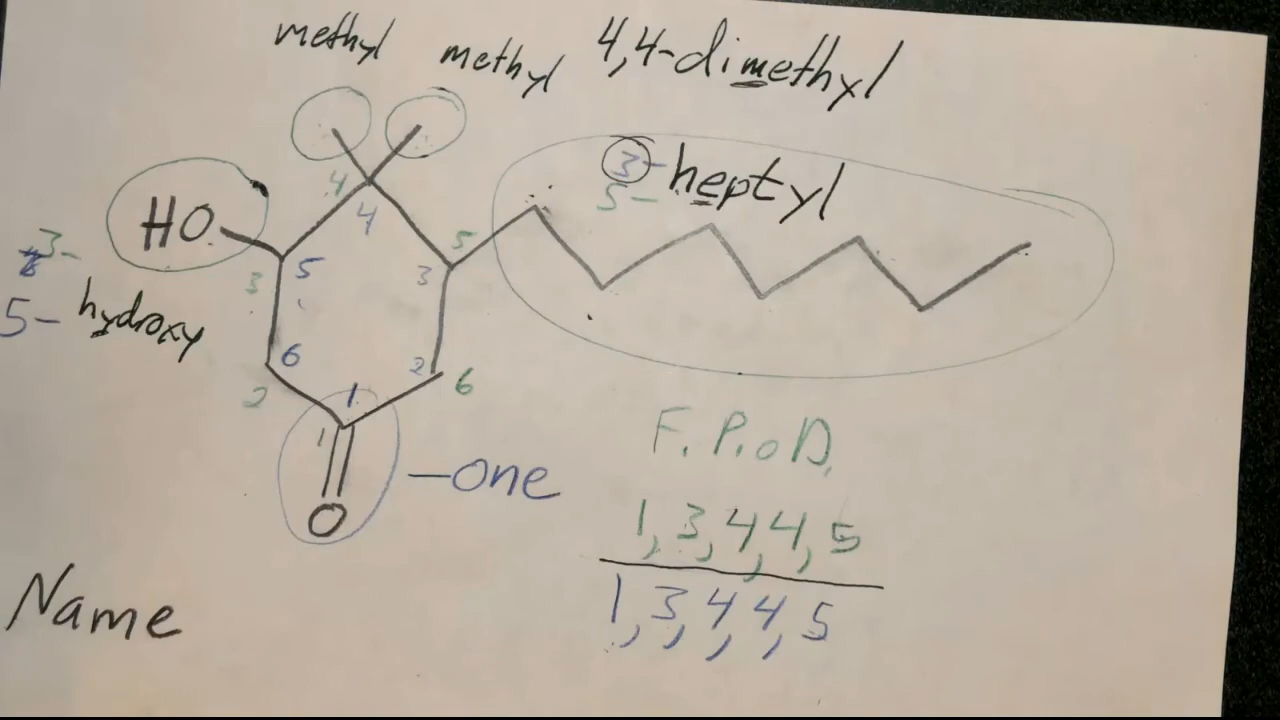 methyl methyl 4,4-dimethyl
3-heptyl
5-
HO
4
4
5
3
3-
5
3
5-hydroxy
6
2
2
6
1
1
-one
O
F.P.oD.
1,3,4,4,5
1,3,4,4,5
Name